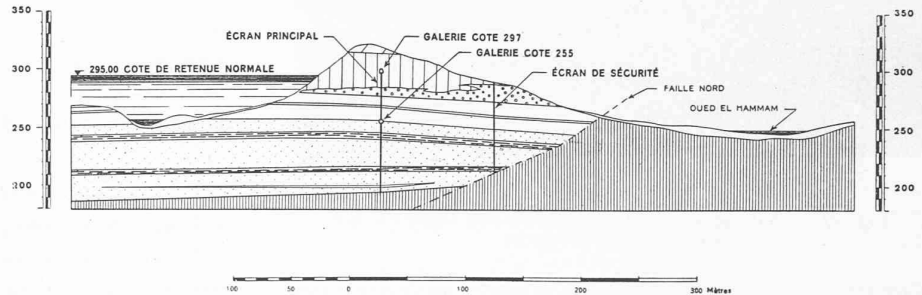 350
300
250
200
295.00 COTE DE RETENUE NORMALE
ÉCRAN PRINCIPAL
GALERIE COTE 297
GALERIE COTE 255
ÉCRAN DE SÉCURITÉ
FAILLE NORD
OUED EL HAMMAM
350
300
250
200
100 50 0 100 200 300 Mètres